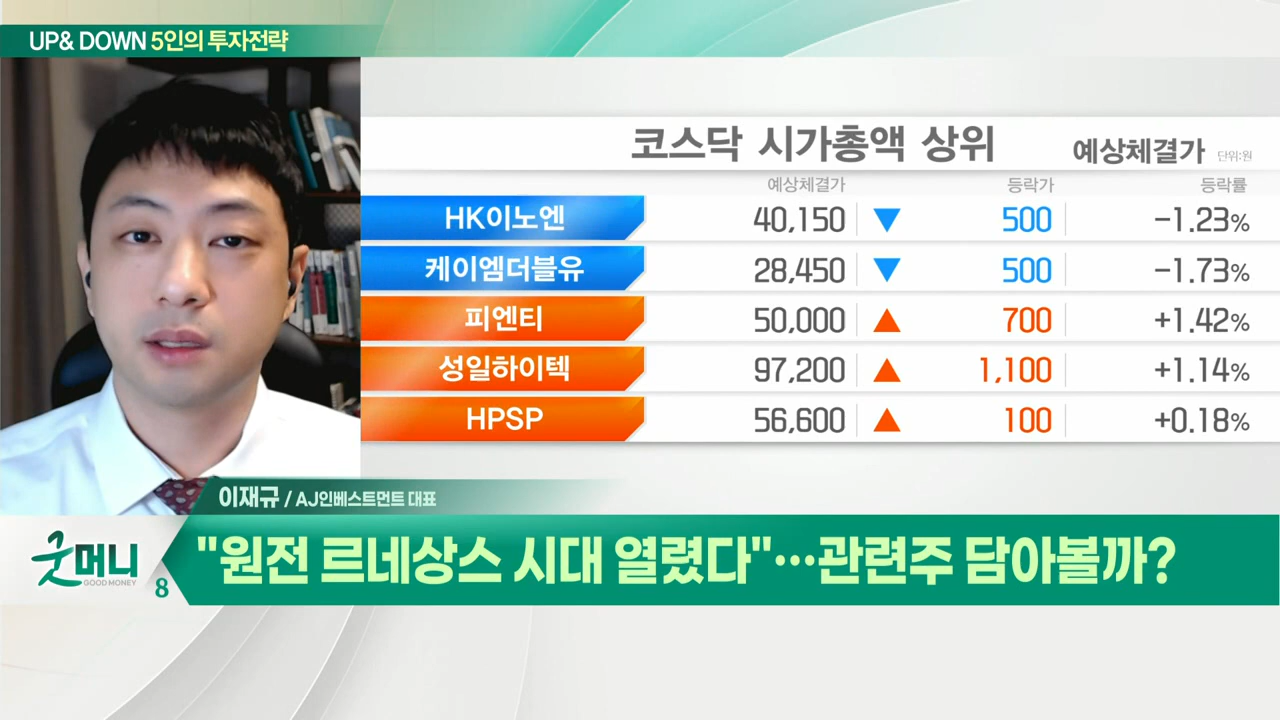 UP& DOWN 5인의 투자전략
코스닥 시가총액 상위 예상체결가 단위:원
예상체결가 등락가 등락률
HK이노엔 40,150 ▼ 500 -1.23%
케이엠더블유 28,450 ▼ 500 -1.73%
피엔티 50,000 ▲ 700 +1.42%
성일하이텍 97,200 ▲ 1,100 +1.14%
HPSP 56,600 ▲ 100 +0.18%
이재규 / AJ인베스트먼트 대표
굿머니
GOOD MONEY
8
"원전 르네상스 시대 열렸다"…관련주 담아볼까?